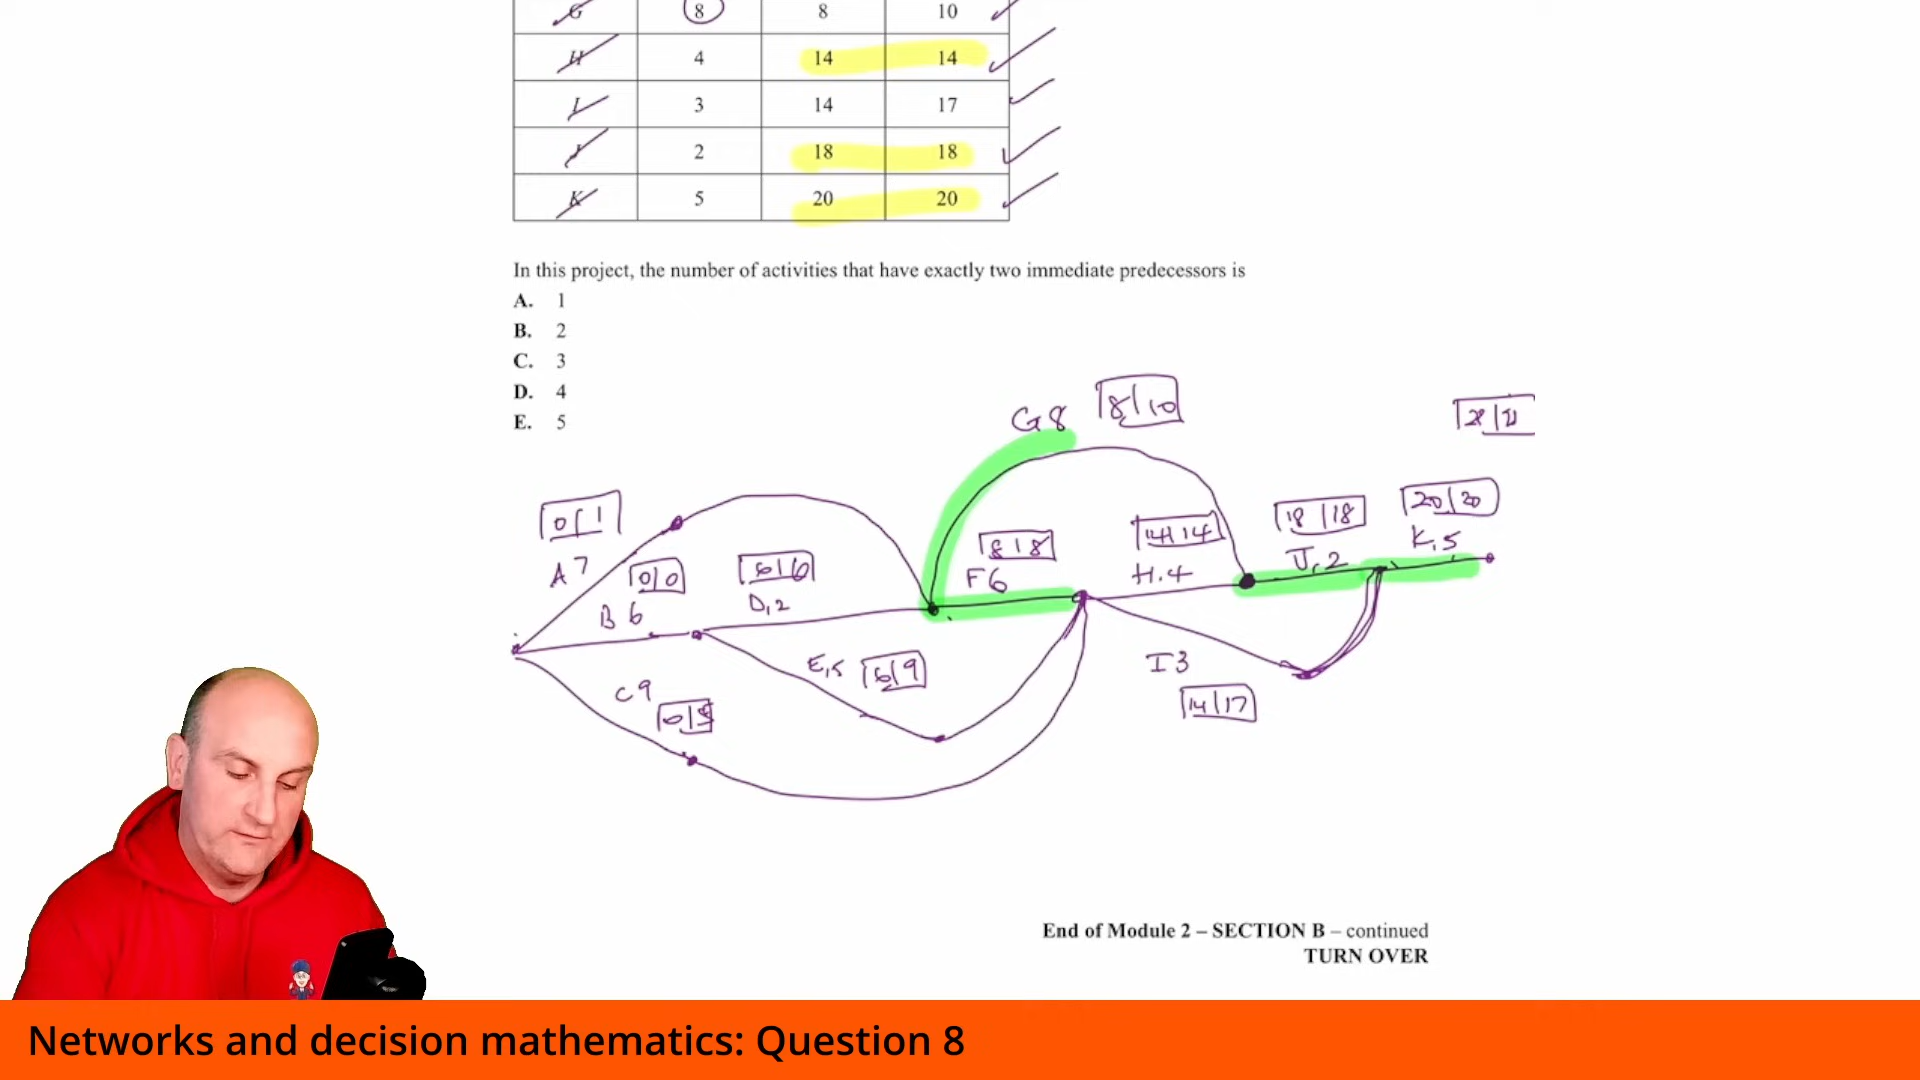 G 8 8 10
H 4 14 14
I 3 14 17
J 2 18 18
K 5 20 20
In this project, the number of activities that have exactly two immediate predecessors is
A. 1
B. 2
C. 3
D. 4
E. 5
G 8 8 10
0 1
A 7
B 6 0 0
6 6
D,2
8 8
F 6
14 14
H.4
18 18
J,2
20 20
K,5
E,5 6 9
C 9
I 3
14 17
End of Module 2 – SECTION B – continued
TURN OVER
Networks and decision mathematics: Question 8